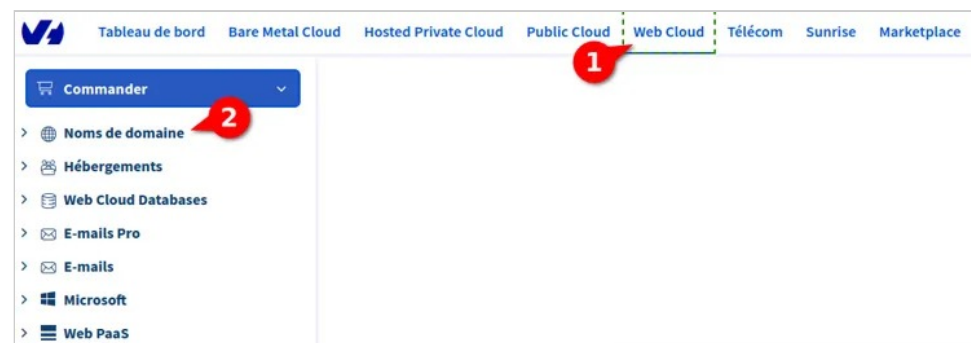 Tableau de bord Bare Metal Cloud Hosted Private Cloud Public Cloud Web Cloud Télécom Sunrise Marketplace
1
Commander
2
Noms de domaine
Hébergements
Web Cloud Databases
E-mails Pro
E-mails
Microsoft
Web PaaS